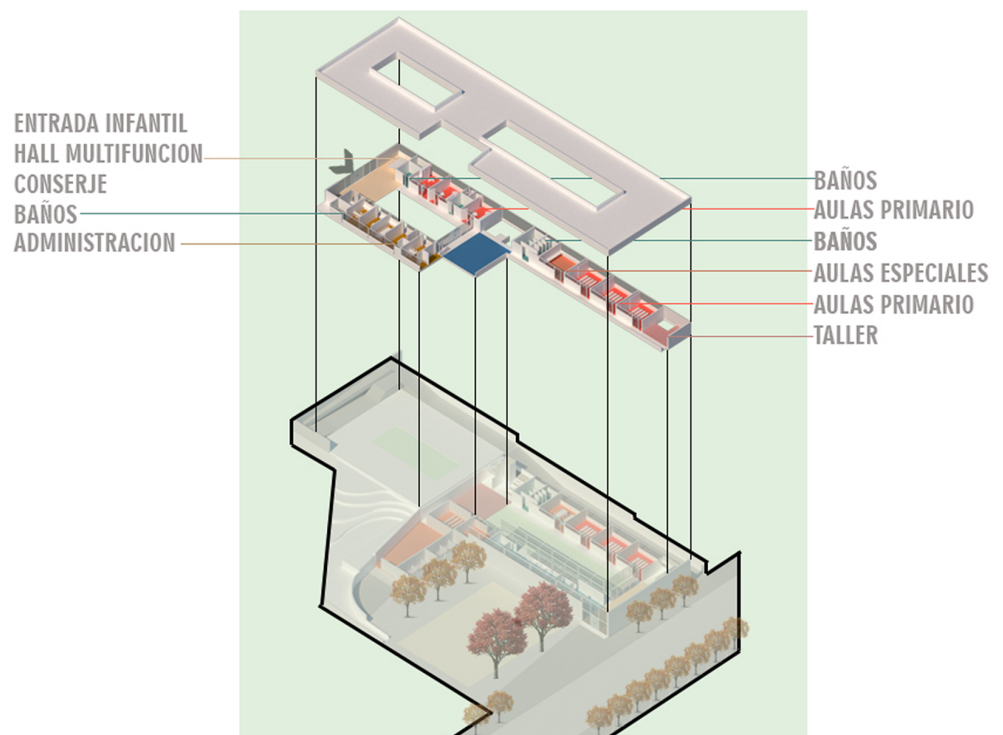 ENTRADA INFANTIL
HALL MULTIFUNCION
CONSERJE
BAÑOS
ADMINISTRACION
BAÑOS
AULAS PRIMARIO
BAÑOS
AULAS ESPECIALES
AULAS PRIMARIO
TALLER